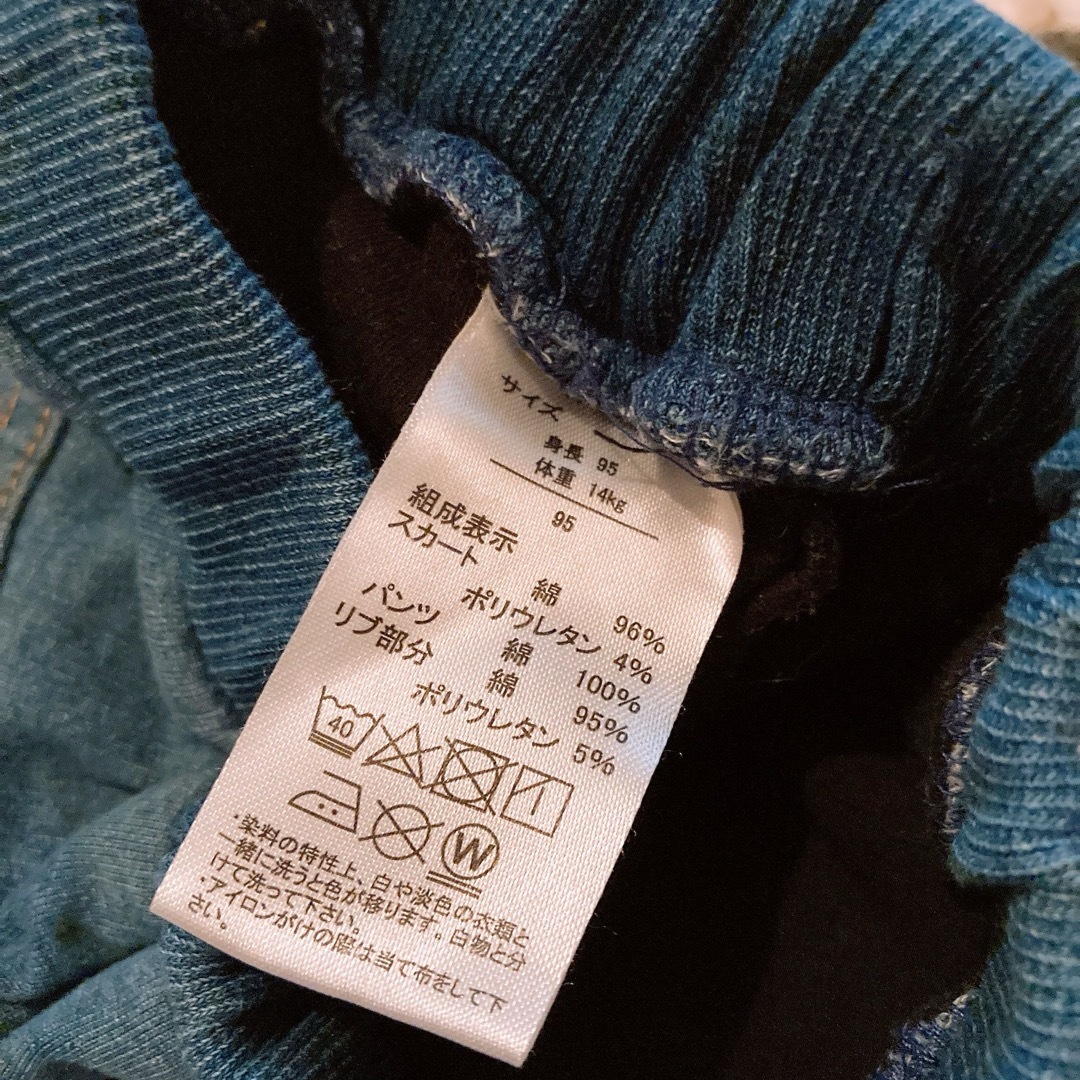 サイズ
身長 95
体重 14kg
95
組成表示
スカート
綿 96%
ポリウレタン 4%
パンツ 綿 100%
リブ部分 綿 95%
ポリウレタン 5%
40
W
・染料の特性上、白や淡色の衣類と
一緒に洗うと色が移ります。白物と分
けて洗って下さい。
・アイロンがけの際は当て布をして下
さい。